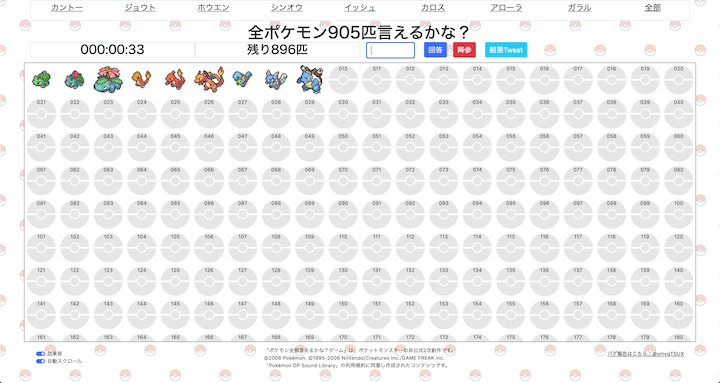 カントー ジョウト ホウエン シンオウ イッシュ カロス アローラ ガラル 全部
全ポケモン905匹言えるかな？
000:00:33 残り896匹 回答 降参 結果Tweet
010 011 012 013 014 015 016 017 018 019 020
021 022 023 024 025 026 027 028 029 030 031 032 033 034 035 036 037 038 039 040
041 042 043 044 045 046 047 048 049 050 051 052 053 054 055 056 057 058 059 060
061 062 063 064 065 066 067 068 069 070 071 072 073 074 075 076 077 078 079 080
081 082 083 084 085 086 087 088 089 090 091 092 093 094 095 096 097 098 099 100
101 102 103 104 105 106 107 108 109 110 111 112 113 114 115 116 117 118 119 120
121 122 123 124 125 126 127 128 129 130 131 132 133 134 135 136 137 138 139 140
141 142 143 144 145 146 147 148 149 150 151 152 153 154 155 156 157 158 159 160
161 162 163 164 165 166 167 168 169 170 171 172 173 174 175 176 177 178 179 180
効果音
自動スクロール
「ポケモン全部言えるかな？ゲーム」は、ポケットモンスターの非公式2次創作です。
©2006 Pokémon. ©1995-2006 Nintendo/Creatures Inc./GAME FREAK inc.
「Pokémon DP Sound Library」の利用規約に同意し作成されたコンテンツです。
バグ報告はこちら：@omygTSUX